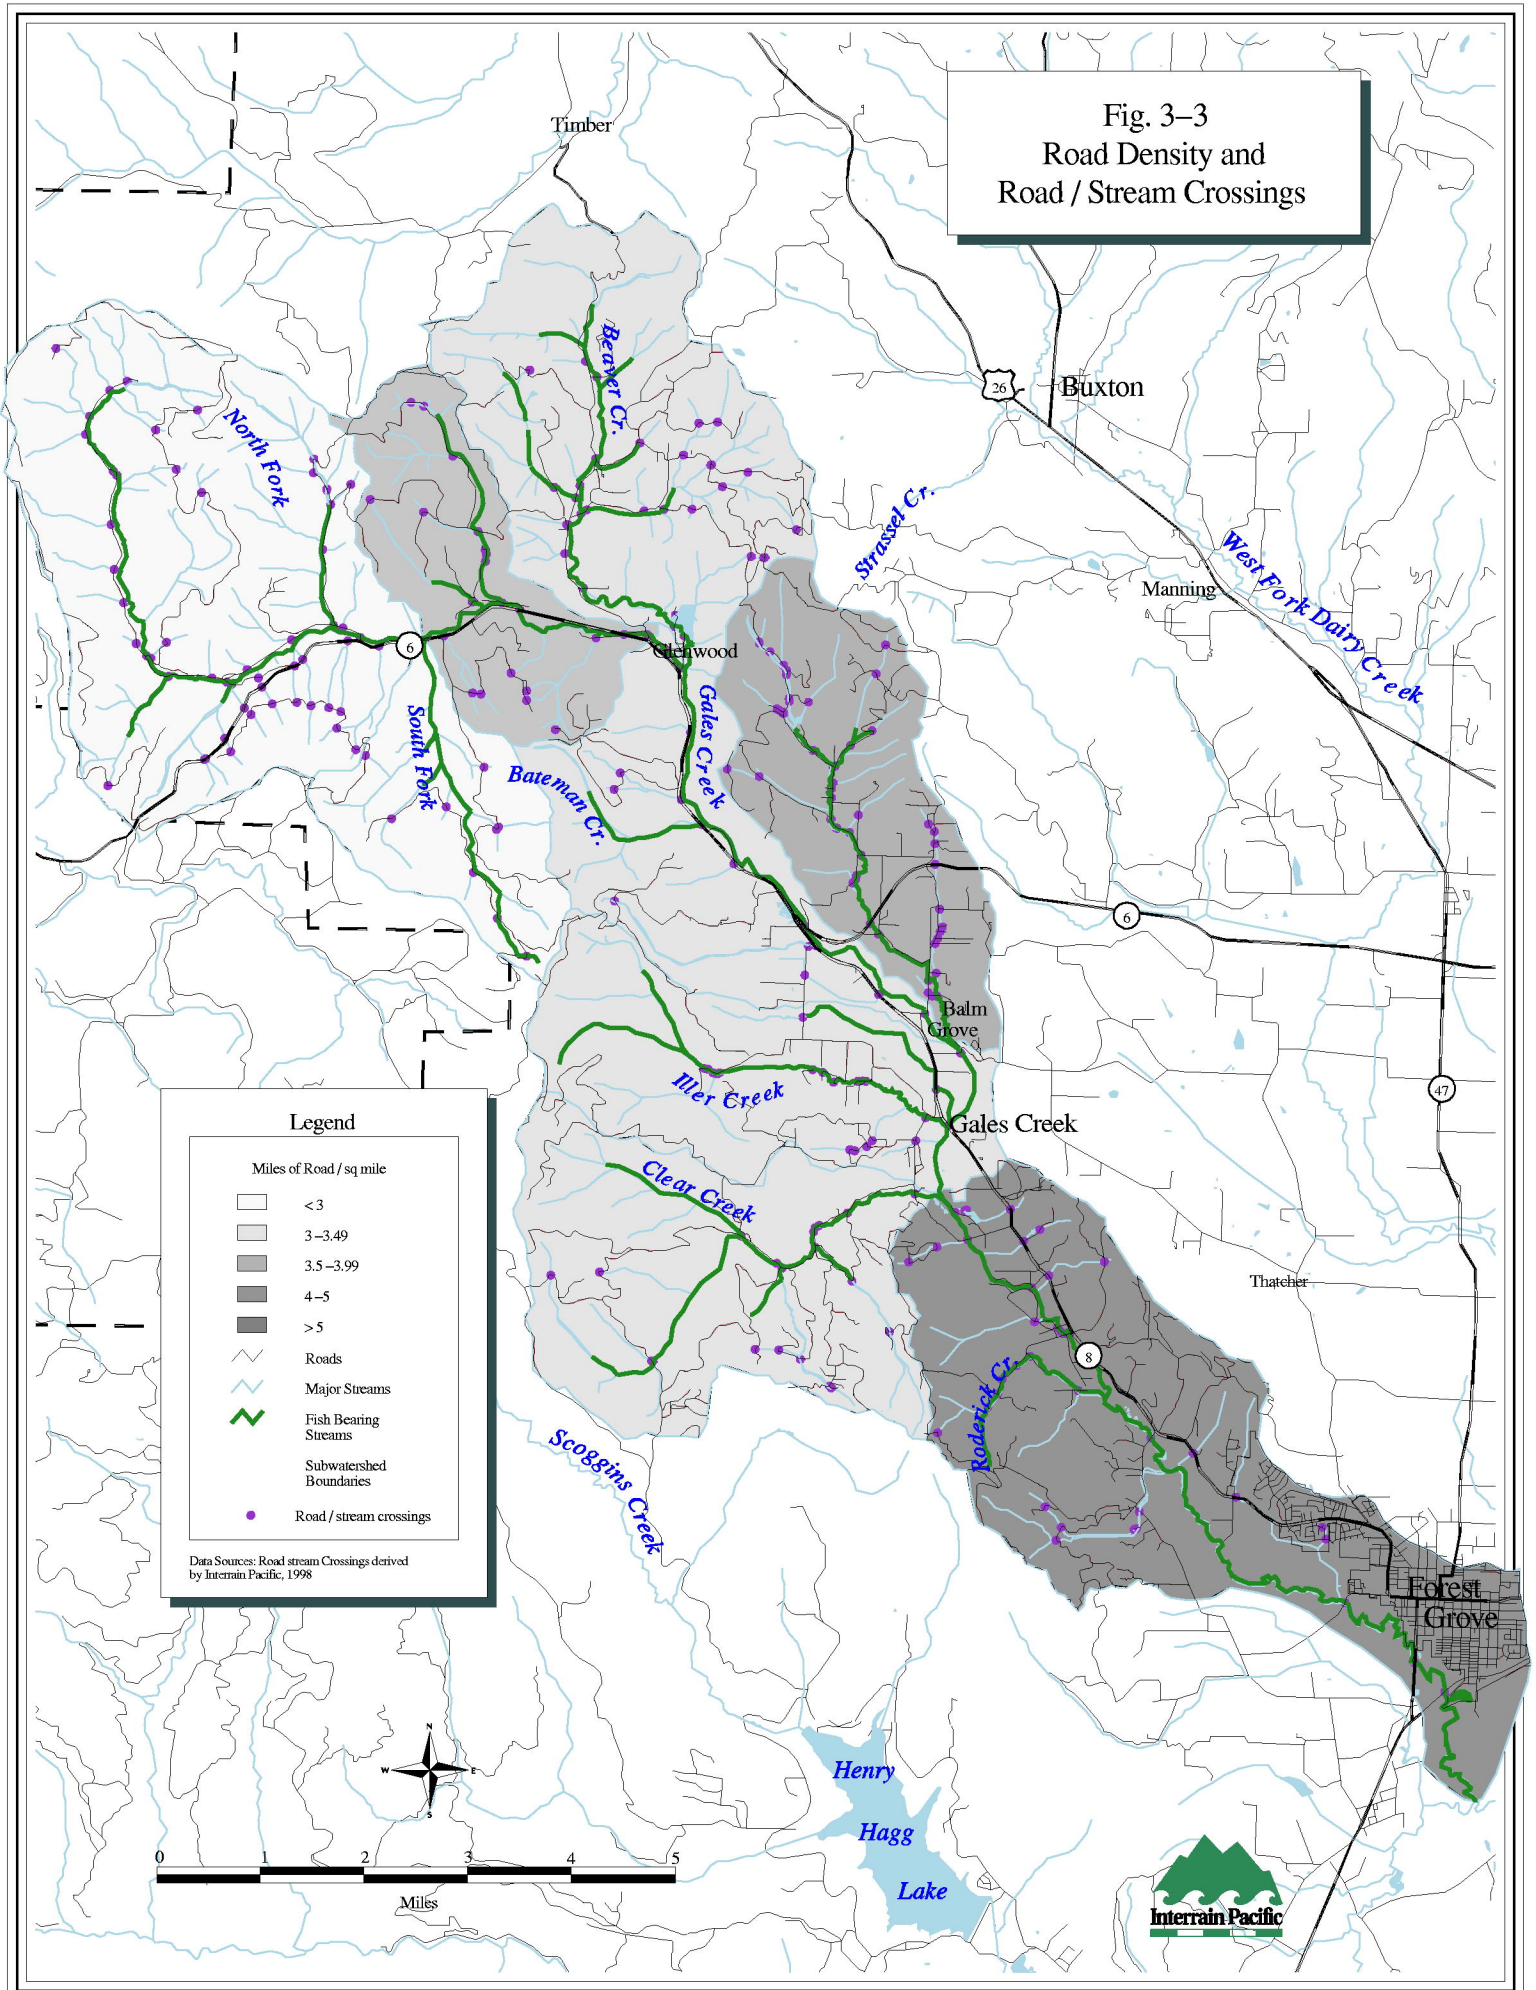 Fig. 3–3
Road Density and
Road / Stream Crossings
Timber
Beaver Cr.
26
Buxton
North Fork
Strassel Cr.
West Fork Dairy Creek
Manning
6
Glenwood
Gales Creek
South Fork
Bateman Cr.
6
Balm
Grove
Iller Creek
47
Gales Creek
Clear Creek
Thatcher
8
Roderick Cr.
Scoggins Creek
Forest
Grove
Legend
Miles of Road / sq mile
< 3
3 –3.49
3.5 –3.99
4 –5
> 5
Roads
Major Streams
Fish Bearing
Streams
Subwatershed
Boundaries
Road / stream crossings
Data Sources: Road stream Crossings derived
by Interrain Pacific, 1998
N
W E
S
0 1 2 3 4 5
Miles
Henry
Hagg
Lake
Interrain Pacific